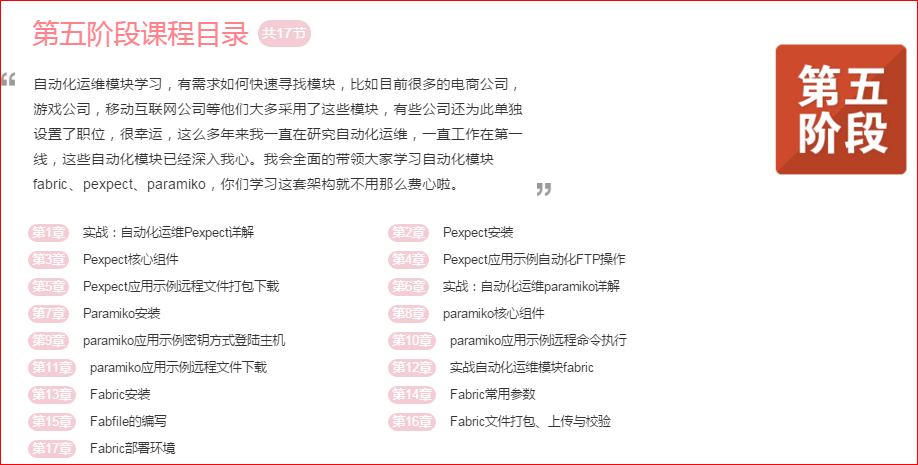 第五阶段课程目录 共17节
第五
阶段
“
自动化运维模块学习，有需求如何快速寻找模块，比如目前很多的电商公司，
游戏公司，移动互联网公司等他们大多采用了这些模块，有些公司还为此单独
设置了职位，很幸运，这么多年来我一直在研究自动化运维，一直工作在第一
线，这些自动化模块已经深入我心。我会全面的带领大家学习自动化模块
fabric、pexpect、paramiko，你们学习这套架构就不用那么费心啦。
”
第1章 实战：自动化运维Pexpect详解
第2章 Pexpect安装
第3章 Pexpect核心组件
第4章 Pexpect应用示例自动化FTP操作
第5章 Pexpect应用示例远程文件打包下载
第6章 实战：自动化运维paramiko详解
第7章 Paramiko安装
第8章 paramiko核心组件
第9章 paramiko应用示例密钥方式登陆主机
第10章 paramiko应用示例远程命令执行
第11章 paramiko应用示例远程文件下载
第12章 实战自动化运维模块fabric
第13章 Fabric安装
第14章 Fabric常用参数
第15章 Fabfile的编写
第16章 Fabric文件打包、上传与校验
第17章 Fabric部署环境